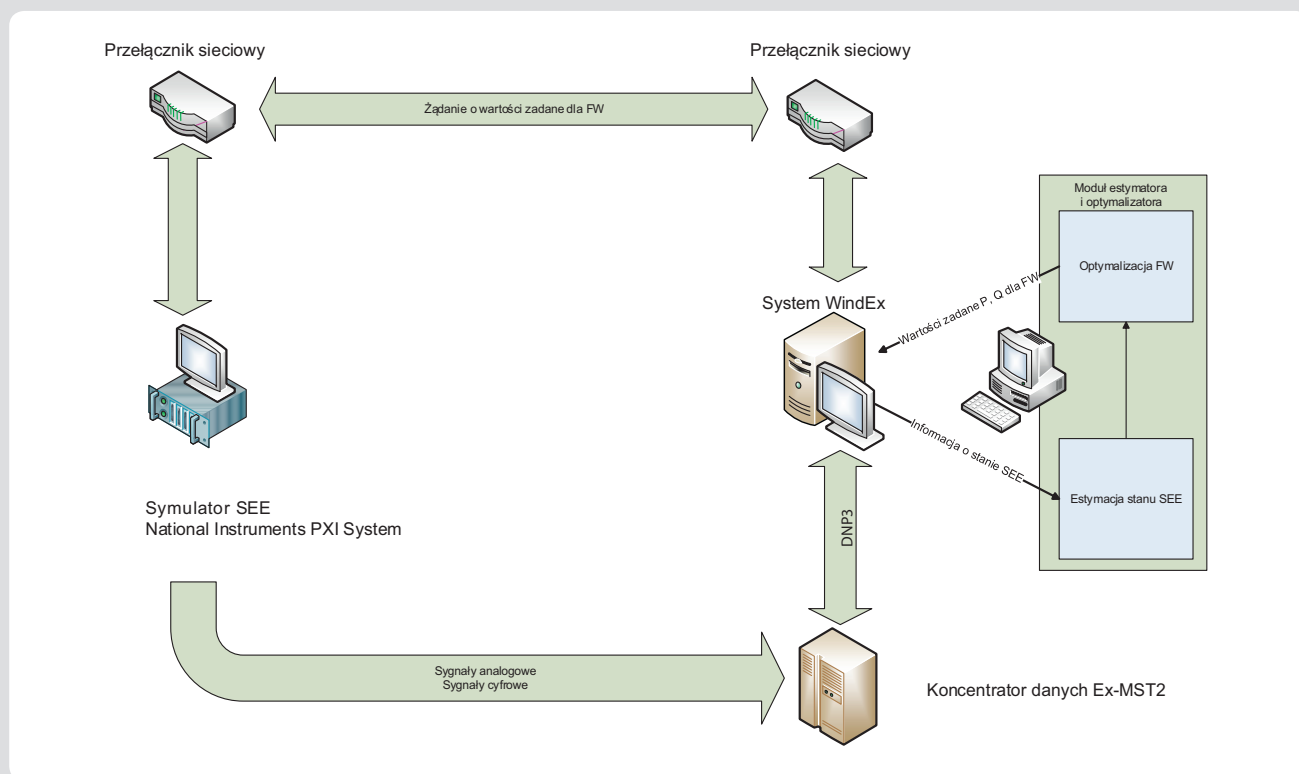 Przełącznik sieciowy
Przełącznik sieciowy
Żądanie o wartości zadane dla FW
Moduł estymatora
i optymalizatora
Optymalizacja FW
Wartości zadane P, Q dla FW
System WindEx
Informacja o stanie SEE
Estymacja stanu SEE
Symulator SEE
National Instruments PXI System
DNP3
Sygnały analogowe
Sygnały cyfrowe
Koncentrator danych Ex-MST2